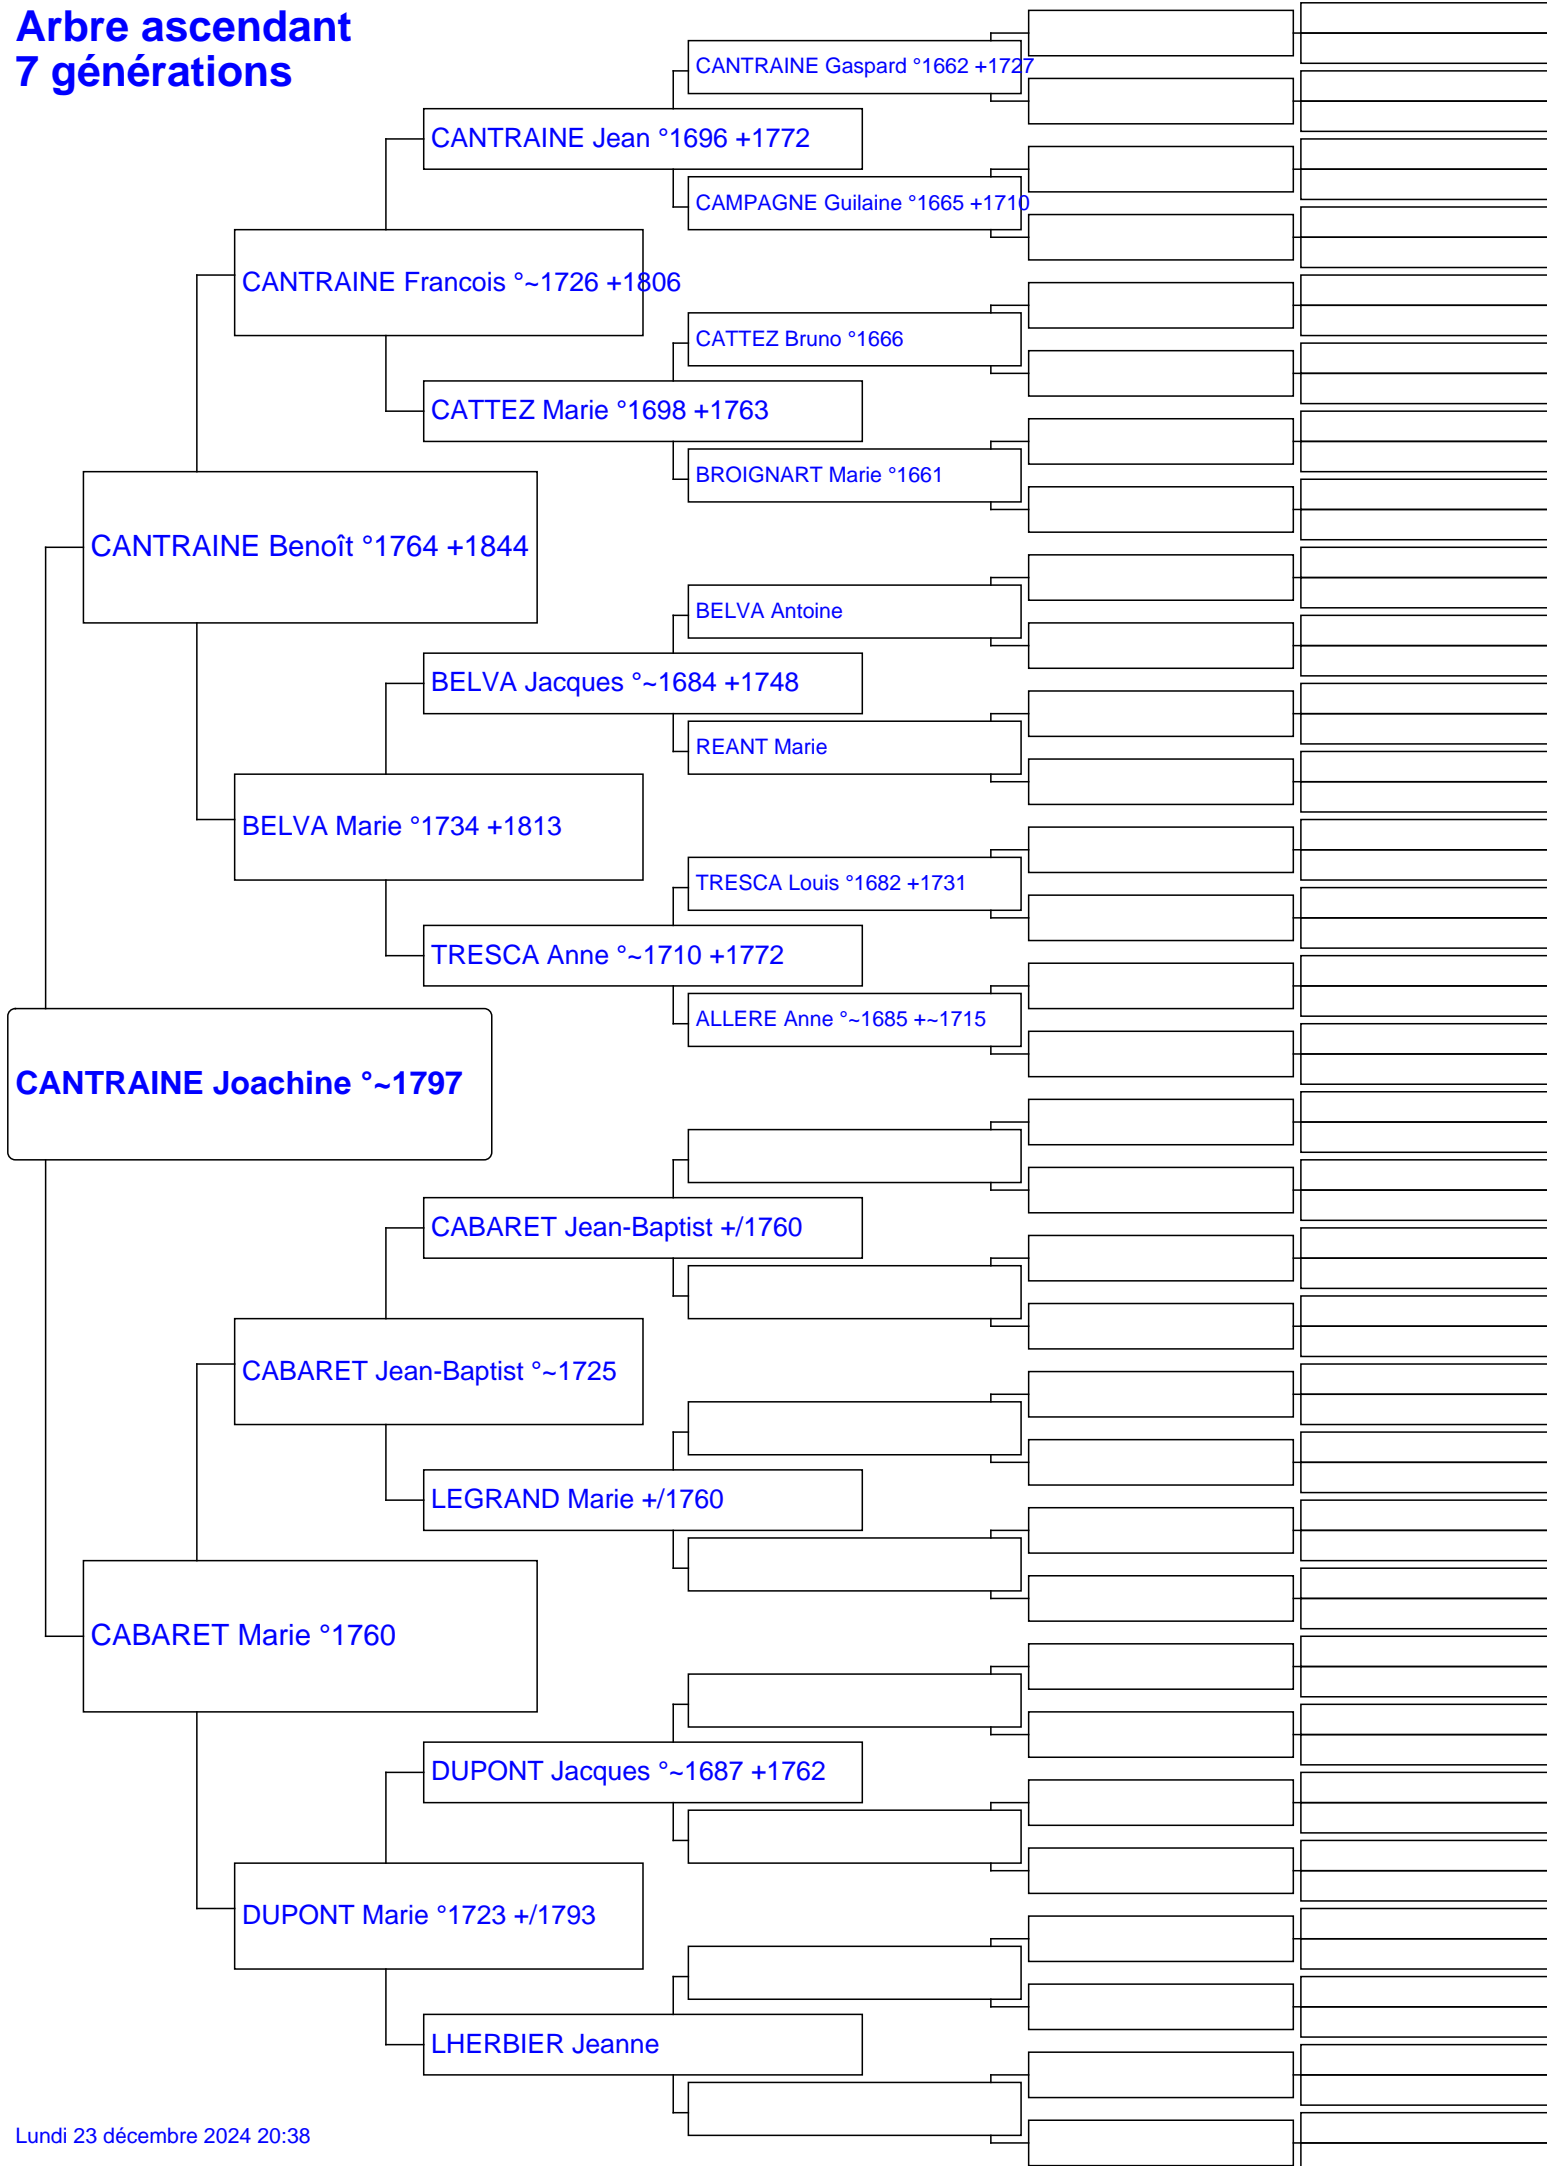 Arbre ascendant
7 générations
CANTRAINE Gaspard °1662 +1727
CANTRAINE Jean °1696 +1772
CAMPAGNE Guilaine °1665 +1710
CANTRAINE Francois °~1726 +1806
CATTEZ Bruno °1666
CATTEZ Marie °1698 +1763
BROIGNART Marie °1661
CANTRAINE Benoît °1764 +1844
BELVA Antoine
BELVA Jacques °~1684 +1748
REANT Marie
BELVA Marie °1734 +1813
TRESCA Louis °1682 +1731
TRESCA Anne °~1710 +1772
ALLERE Anne °~1685 +~1715
CANTRAINE Joachine °~1797
CABARET Jean-Baptist +/1760
CABARET Jean-Baptist °~1725
LEGRAND Marie +/1760
CABARET Marie °1760
DUPONT Jacques °~1687 +1762
DUPONT Marie °1723 +/1793
LHERBIER Jeanne
Lundi 23 décembre 2024 20:38